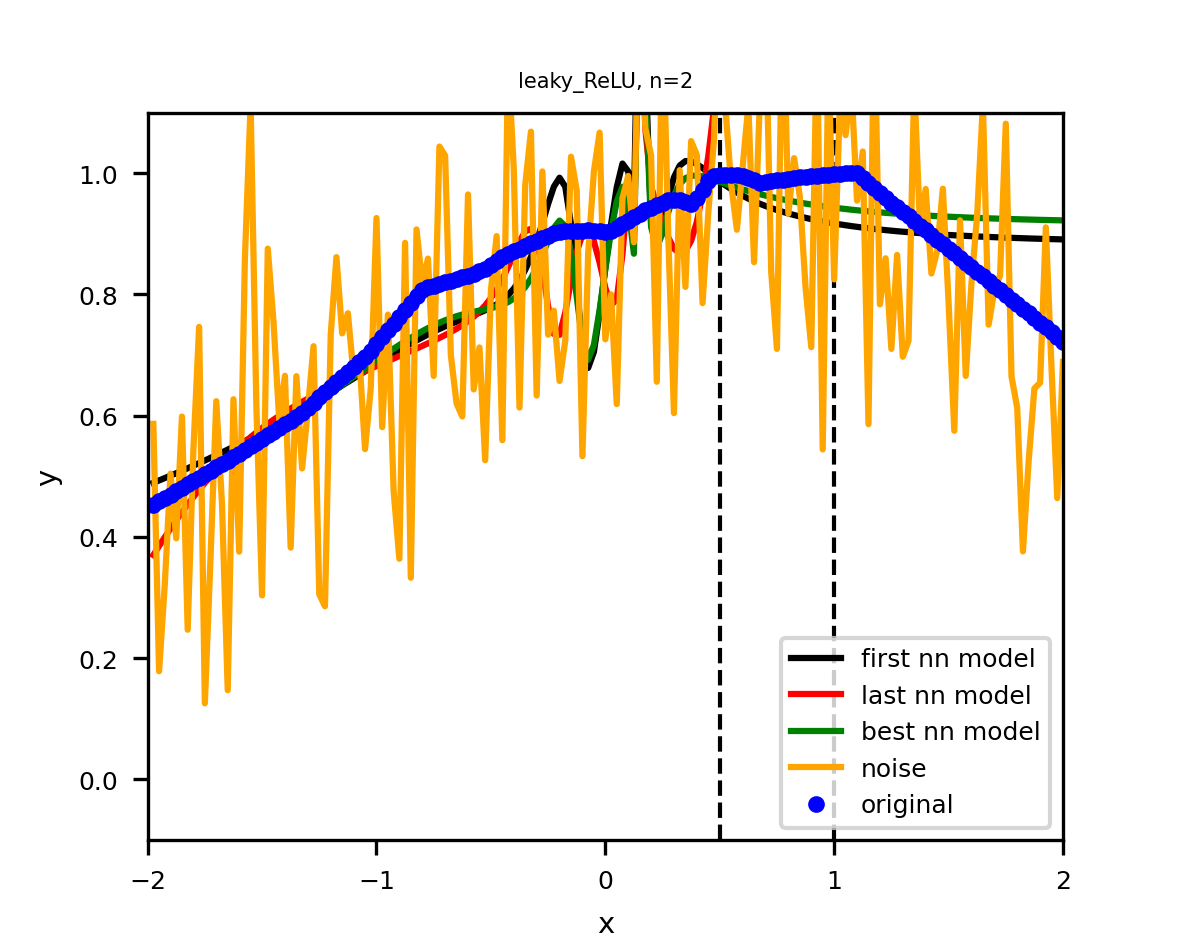 leaky_ReLU, n=2
1.0
0.8
0.6
0.4
0.2
0.0
y
−2
−1
0
1
2
x
first nn model
last nn model
best nn model
noise
original